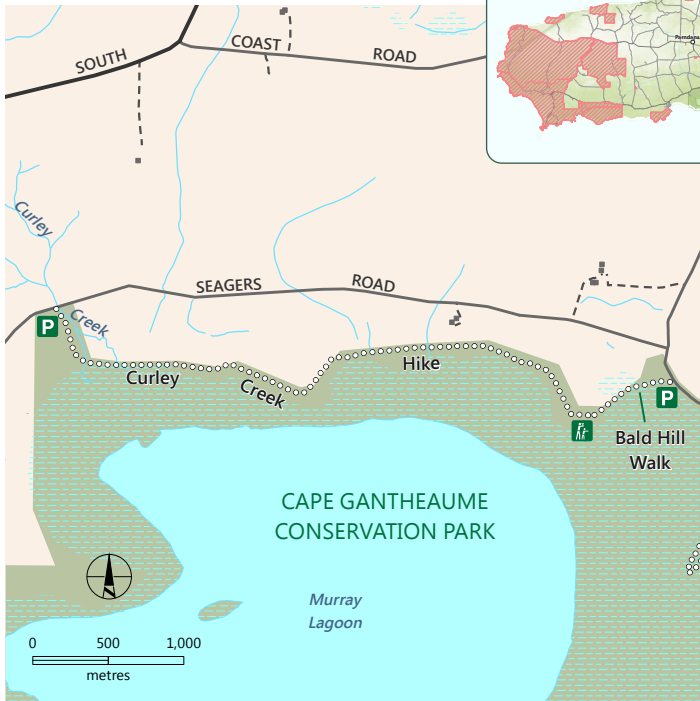 SOUTH COAST ROAD
Parndana
Curley
Creek
SEAGERS ROAD
P
Curley Creek Hike
P
Bald Hill
Walk
CAPE GANTHEAUME
CONSERVATION PARK
Murray
Lagoon
0 500 1,000
metres